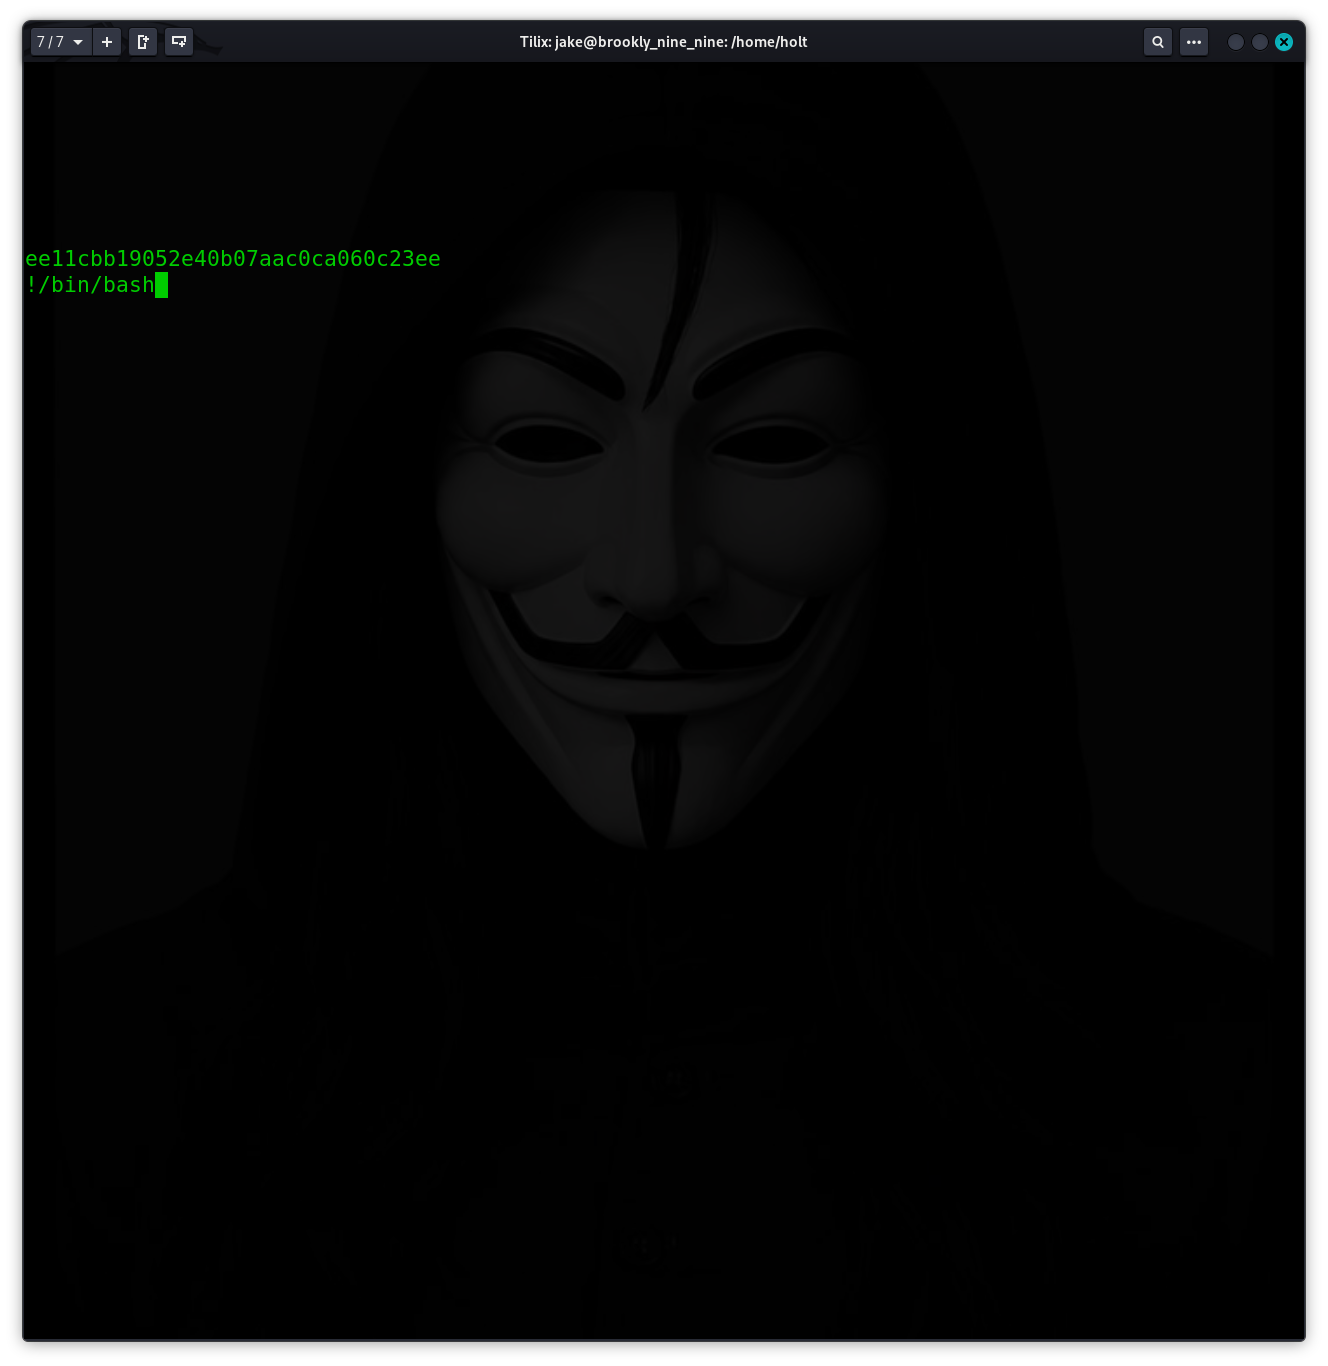 7 / 7
Tilix: jake@brookly_nine_nine: /home/holt
ee11cbb19052e40b07aac0ca060c23ee
!/bin/bash